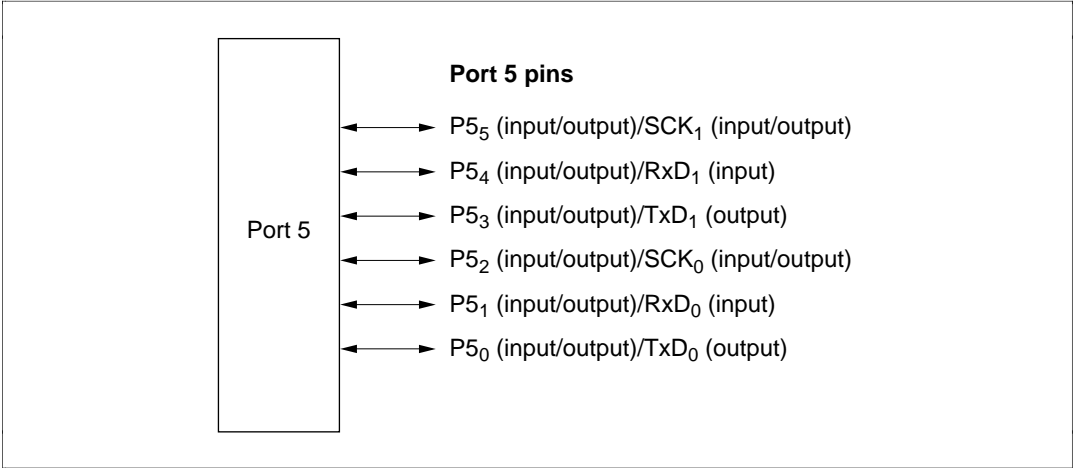 Port 5 pins
P5₅ (input/output)/SCK₁ (input/output)
P5₄ (input/output)/RxD₁ (input)
P5₃ (input/output)/TxD₁ (output)
Port 5
P5₂ (input/output)/SCK₀ (input/output)
P5₁ (input/output)/RxD₀ (input)
P5₀ (input/output)/TxD₀ (output)